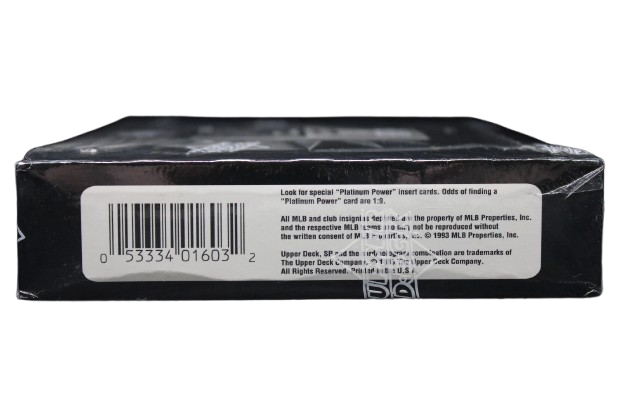 Look for special "Platinum Power" insert cards. Odds of finding a
"Platinum Power" card are 1:9.
All MLB and club insignias depicted are the property of MLB Properties, Inc.
and the respective MLB teams and may not be reproduced without
the written consent of MLB Properties, Inc. © 1993 MLB Properties, Inc.
Upper Deck, SP and the card/hologram combination are trademarks of
The Upper Deck Company. © 1993 The Upper Deck Company.
All Rights Reserved. Printed in the U.S.A.
0 53334 01603 2